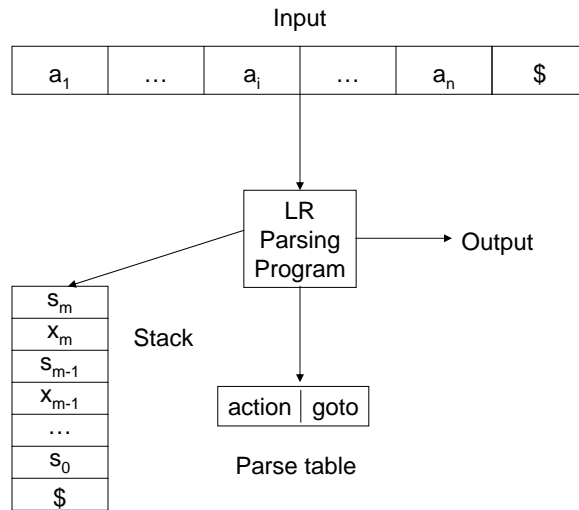 Input
a₁ … aᵢ … aₙ $
LR
Parsing
Program
Output
sₘ
xₘ
sₘ₋₁
xₘ₋₁
…
s₀
$
Stack
action goto
Parse table